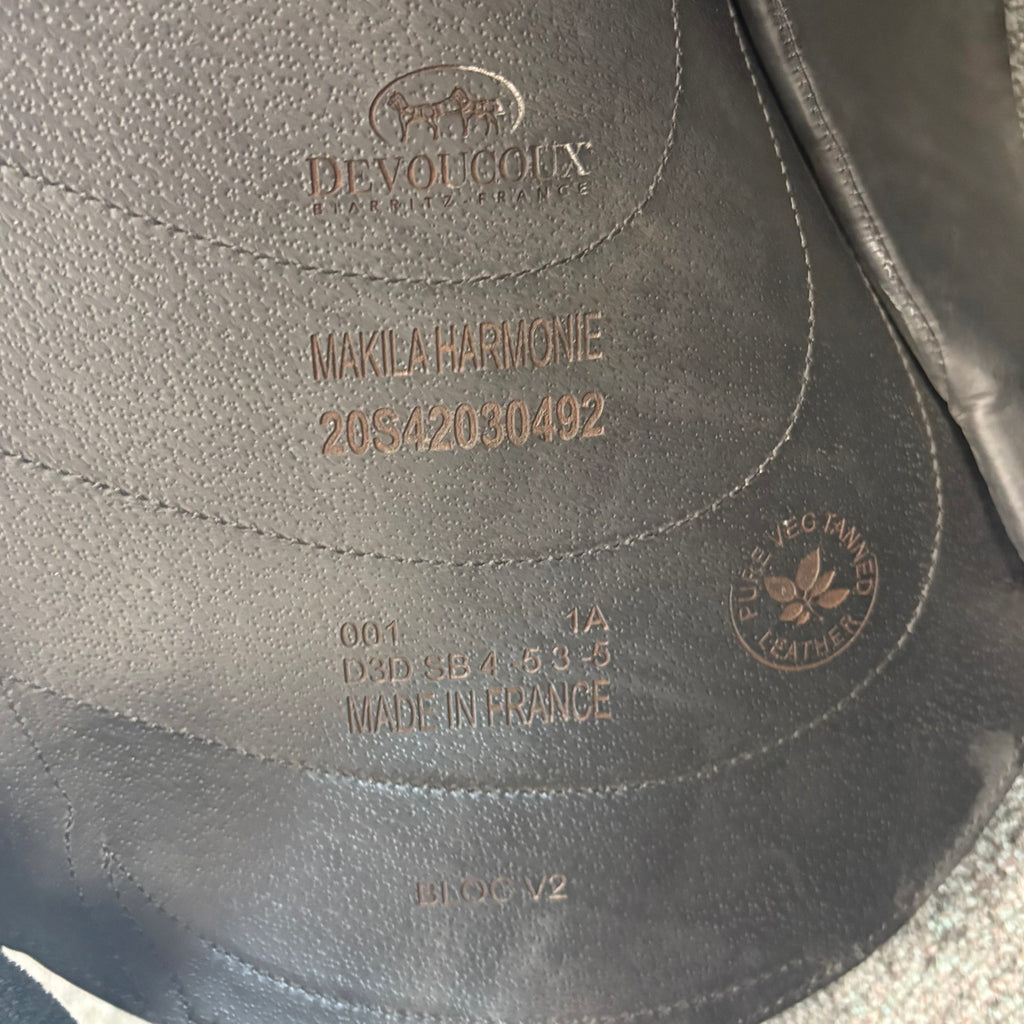 DEVOUCOUX
BIARRITZ-FRANCE
MAKILA HARMONIE
20S42030492
PURE VEG TANNED
LEATHER
001 1A
D3D SB 4 -5 3 -5
MADE IN FRANCE
BLOC V2